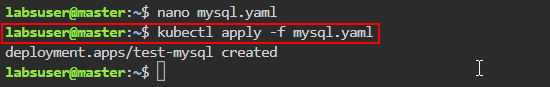 labsuser@master:~$ nano mysql.yaml
labsuser@master:~$ kubectl apply -f mysql.yaml
deployment.apps/test-mysql created
labsuser@master:~$